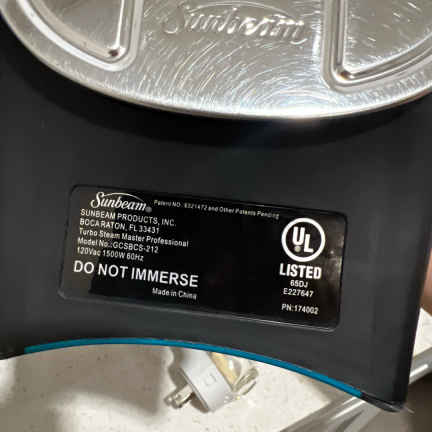 Sunbeam
Sunbeam® Patent NO. 6321472 and Other Patents Pending
SUNBEAM PRODUCTS, INC.
BOCA RATON, FL 33431
Turbo Steam Master Professional
Model No.:GCSBCS-212
120Vac 1500W 60Hz
DO NOT IMMERSE
Made in China
UL
LISTED
65DJ
E227647
PN:174002